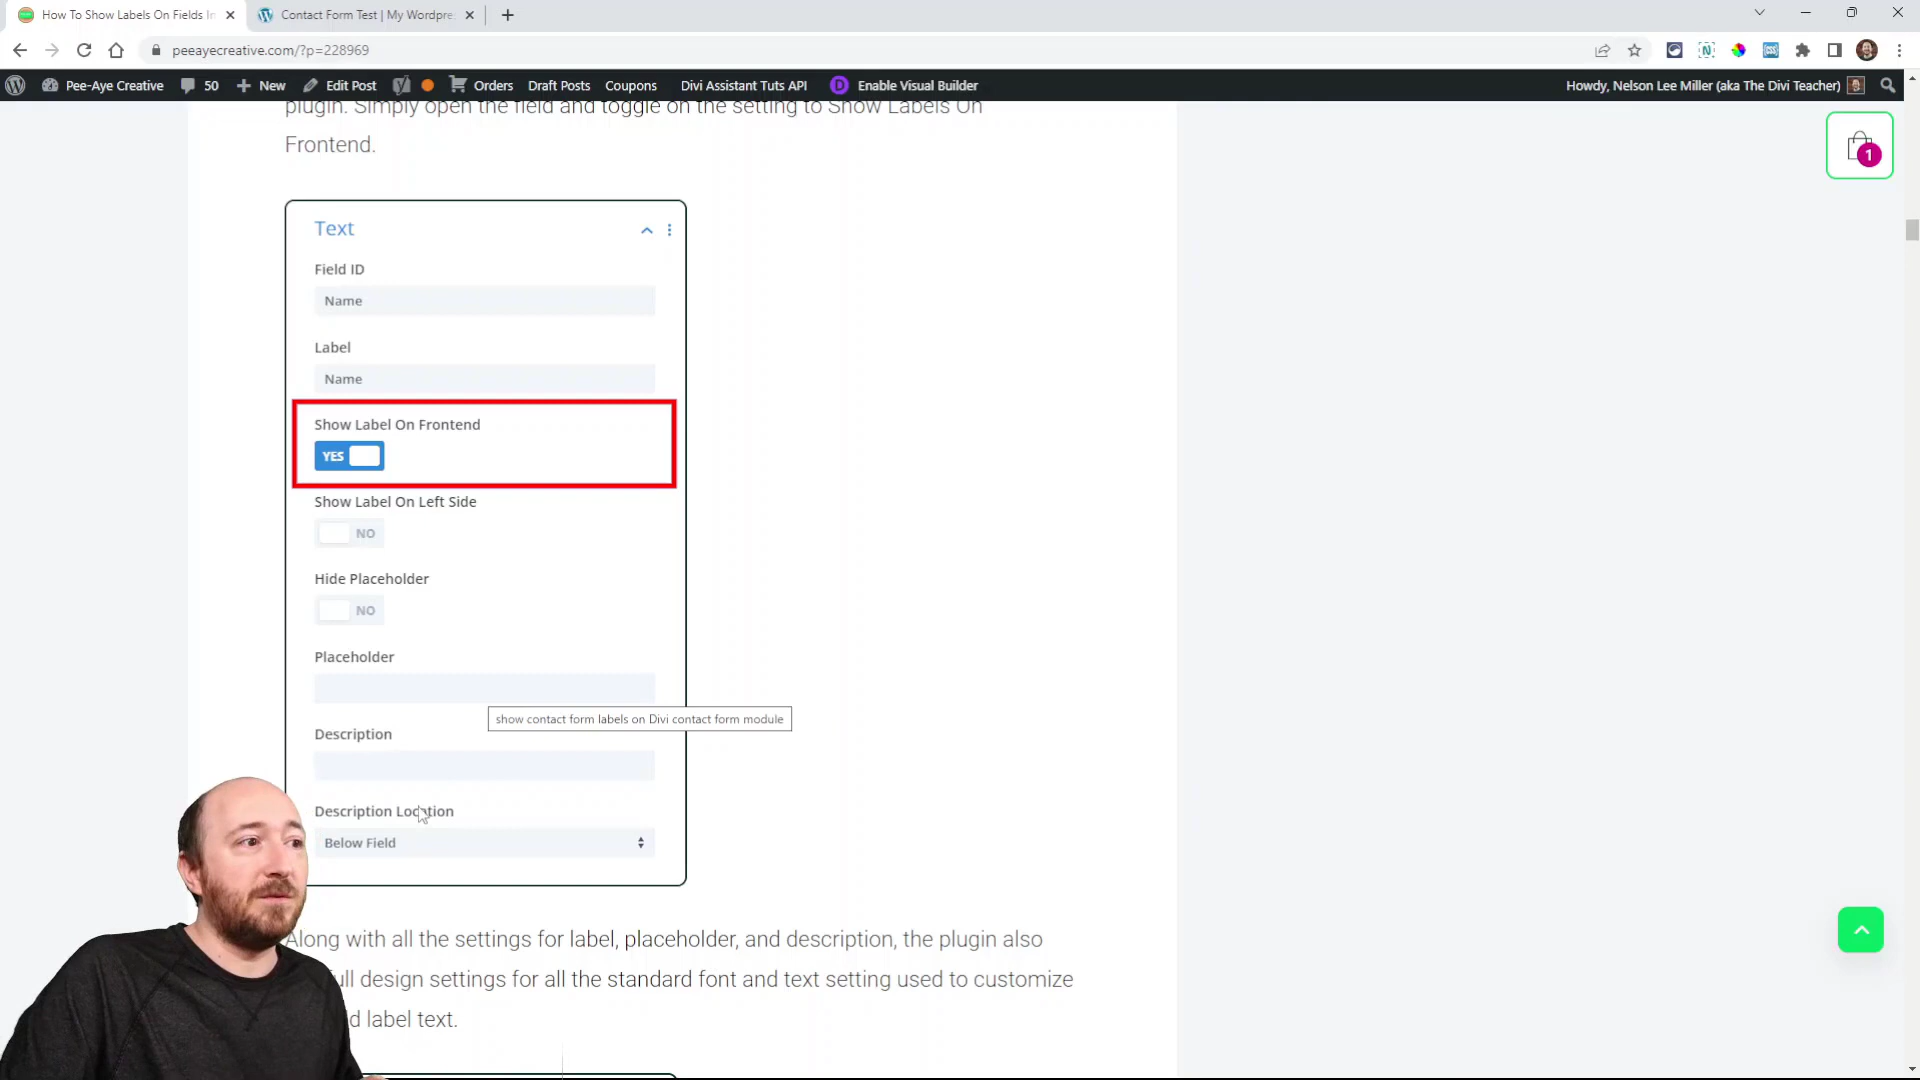 How To Show Labels On Fields In
Contact Form Test | My Wordpre
peeayecreative.com/?p=228969
Pee-Aye Creative
50
New
Edit Post
Orders
Draft Posts
Coupons
Divi Assistant Tuts API
D
Enable Visual Builder
Howdy, Nelson Lee Miller (aka The Divi Teacher)
plugin. Simply open the field and toggle on the setting to Show Labels On
Frontend.
1
Text
Field ID
Name
Label
Name
Show Label On Frontend
YES
Show Label On Left Side
NO
Hide Placeholder
NO
Placeholder
show contact form labels on Divi contact form module
Description
Description Location
Below Field
Along with all the settings for label, placeholder, and description, the plugin also
full design settings for all the standard font and text setting used to customize
label text.